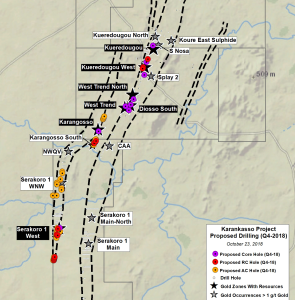 Kueredougou North
Koure East Sulphide
Kueredougou
S Nosa
Kueredougou West
Splay 2
500 m
West Trend North
West Trend
Diosso South
Karangosso
Karangosso South
NWQV
CAA
Serakoro 1
WNW
Serakoro 1
Main-North
Serakoro 1
West
Serakoro 1
Main
Karankasso Project
Proposed Drilling (Q4-2018)
October 23, 2018
Proposed Core Hole (Q4-18)
Proposed RC Hole (Q4-18)
Proposed AC Hole (Q4-18)
Drill Hole
Gold Zones With Resources
Gold Occurrences > 1 g/t Gold